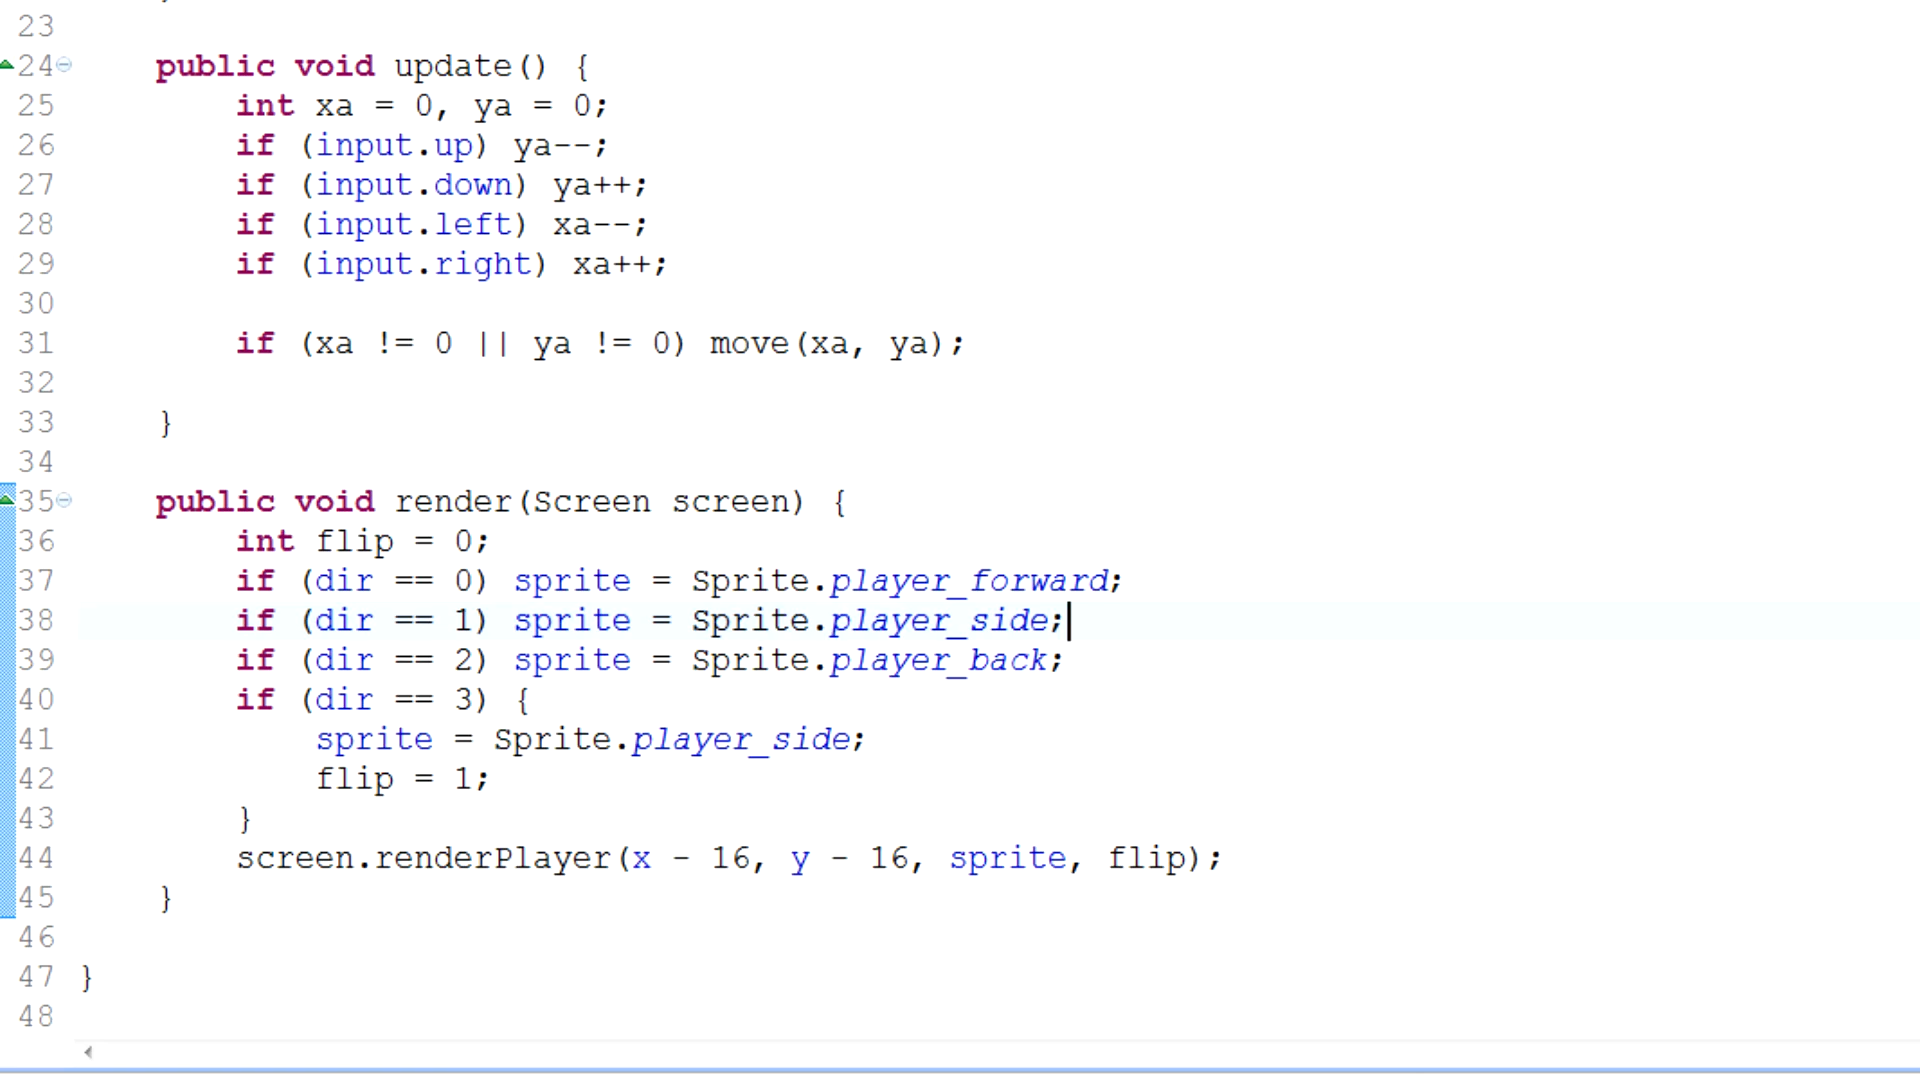 23
24 public void update() {
25 int xa = 0, ya = 0;
26 if (input.up) ya--;
27 if (input.down) ya++;
28 if (input.left) xa--;
29 if (input.right) xa++;
30
31 if (xa != 0 || ya != 0) move(xa, ya);
32
33 }
34
35 public void render(Screen screen) {
36 int flip = 0;
37 if (dir == 0) sprite = Sprite.player_forward;
38 if (dir == 1) sprite = Sprite.player_side;
39 if (dir == 2) sprite = Sprite.player_back;
40 if (dir == 3) {
41 sprite = Sprite.player_side;
42 flip = 1;
43 }
44 screen.renderPlayer(x - 16, y - 16, sprite, flip);
45 }
46
47 }
48